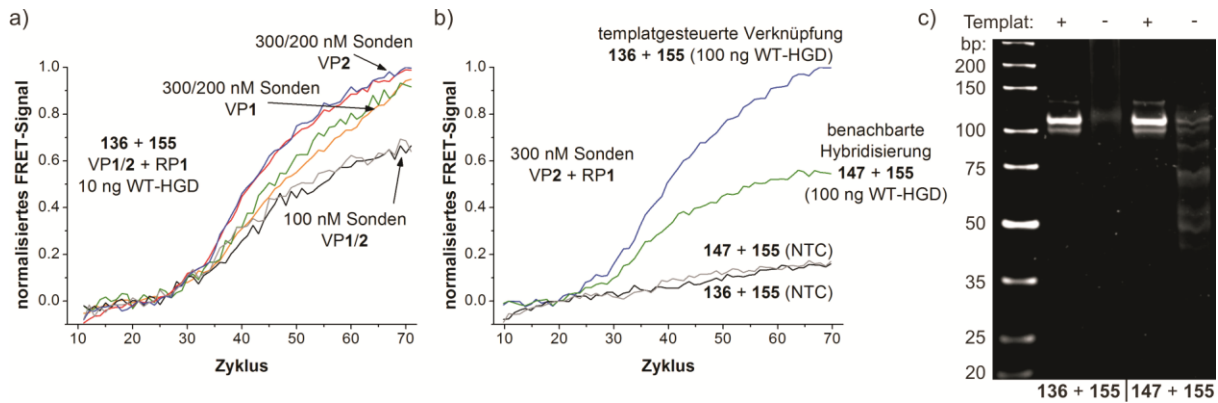 a)
300/200 nM Sonden
VP2
300/200 nM Sonden
VP1
136 + 155
VP1/2 + RP1
10 ng WT-HGD
100 nM Sonden
VP1/2
normalisiertes FRET-Signal
1.0
0.8
0.6
0.4
0.2
0.0
10 20 30 40 50 60 70
Zyklus
b)
templatgesteuerte Verknüpfung
136 + 155 (100 ng WT-HGD)
300 nM Sonden
VP2 + RP1
benachbarte
Hybridisierung
147 + 155
(100 ng WT-HGD)
147 + 155 (NTC)
136 + 155 (NTC)
normalisiertes FRET-Signal
1.0
0.8
0.6
0.4
0.2
0.0
10 20 30 40 50 60 70
Zyklus
c)
Templat: + - + -
bp:
200
150
100
75
50
35
25
20
136 + 155 147 + 155